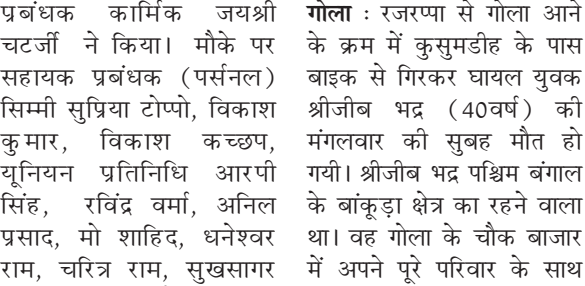 प्रबंधक कार्मिक जयश्री
चटर्जी ने किया। मौके पर
सहायक प्रबंधक (पर्सनल)
सिम्मी सुप्रिया टोप्पो, विकाश
कुमार, विकाश कच्छप,
यूनियन प्रतिनिधि आरपी
सिंह, रविंद्र वर्मा, अनिल
प्रसाद, मो शाहिद, धनेश्वर
राम, चरित्र राम, सुखसागर
गोला : रजरप्पा से गोला आने
के क्रम में कुसुमडीह के पास
बाइक से गिरकर घायल युवक
श्रीजीब भद्र (40वर्ष) की
मंगलवार की सुबह मौत हो
गयी। श्रीजीब भद्र पश्चिम बंगाल
के बांकूड़ा क्षेत्र का रहने वाला
था। वह गोला के चौक बाजार
में अपने पूरे परिवार के साथ